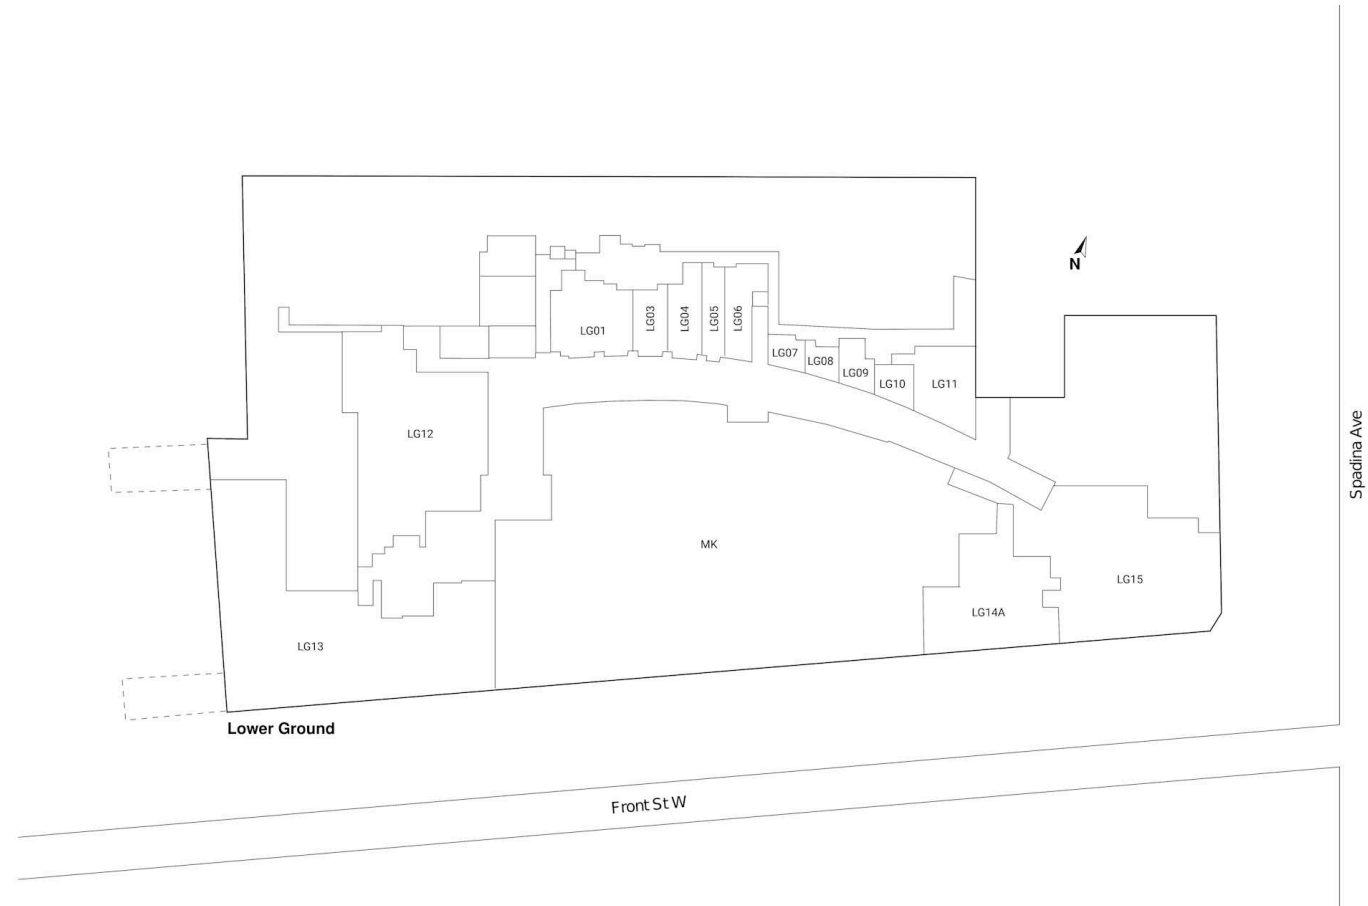 N
LG01
LG03
LG04
LG05
LG06
LG07
LG08
LG09
LG10
LG11
LG12
MK
LG15
LG14A
LG13
Lower Ground
Front St W
Spadina Ave